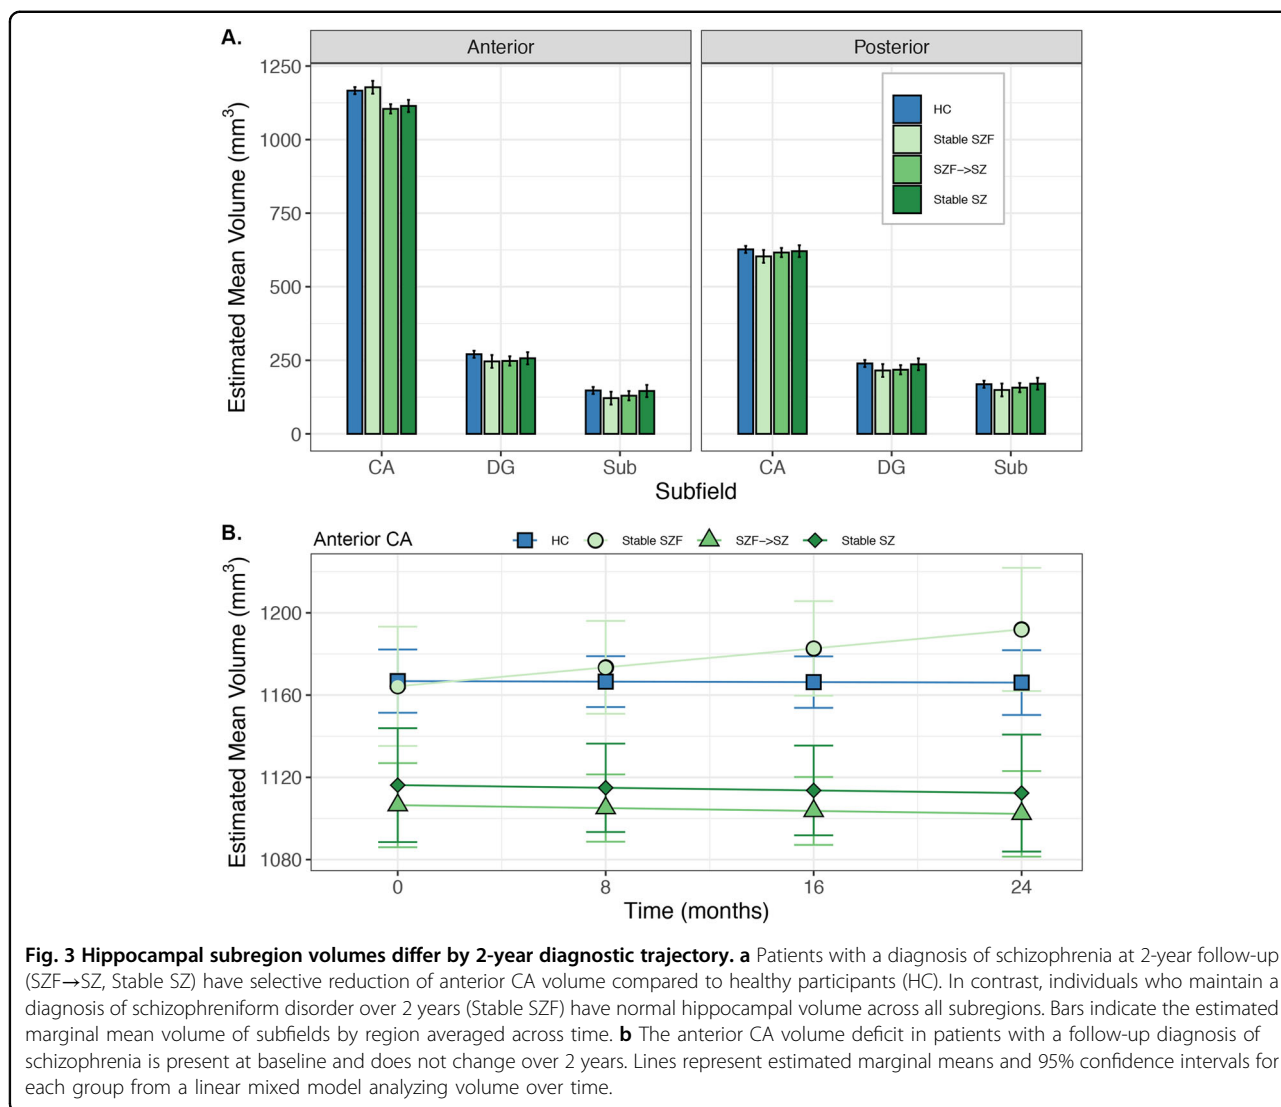 A.
Anterior
Posterior
Estimated Mean Volume (mm³)
1250
1000
750
500
250
0
HC
Stable SZF
SZF−>SZ
Stable SZ
CA
DG
Sub
CA
DG
Sub
Subfield
B.
Anterior CA
HC
Stable SZF
SZF−>SZ
Stable SZ
Estimated Mean Volume (mm³)
1200
1160
1120
1080
0
8
16
24
Time (months)
Fig. 3 Hippocampal subregion volumes differ by 2-year diagnostic trajectory. a Patients with a diagnosis of schizophrenia at 2-year follow-up
(SZF→SZ, Stable SZ) have selective reduction of anterior CA volume compared to healthy participants (HC). In contrast, individuals who maintain a
diagnosis of schizophreniform disorder over 2 years (Stable SZF) have normal hippocampal volume across all subregions. Bars indicate the estimated
marginal mean volume of subfields by region averaged across time. b The anterior CA volume deficit in patients with a follow-up diagnosis of
schizophrenia is present at baseline and does not change over 2 years. Lines represent estimated marginal means and 95% confidence intervals for
each group from a linear mixed model analyzing volume over time.